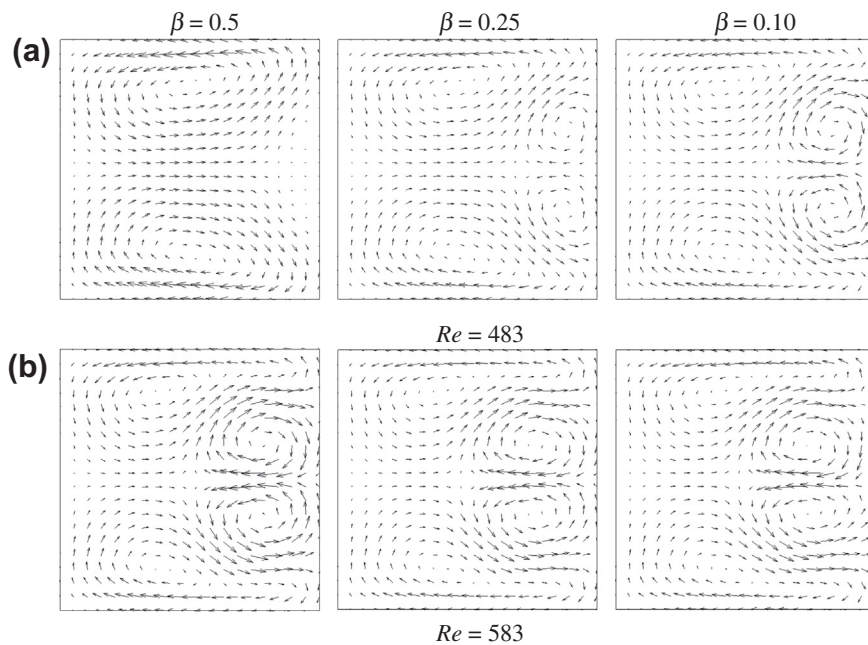 β = 0.5 β = 0.25 β = 0.10
(a)
Re = 483
(b)
Re = 583